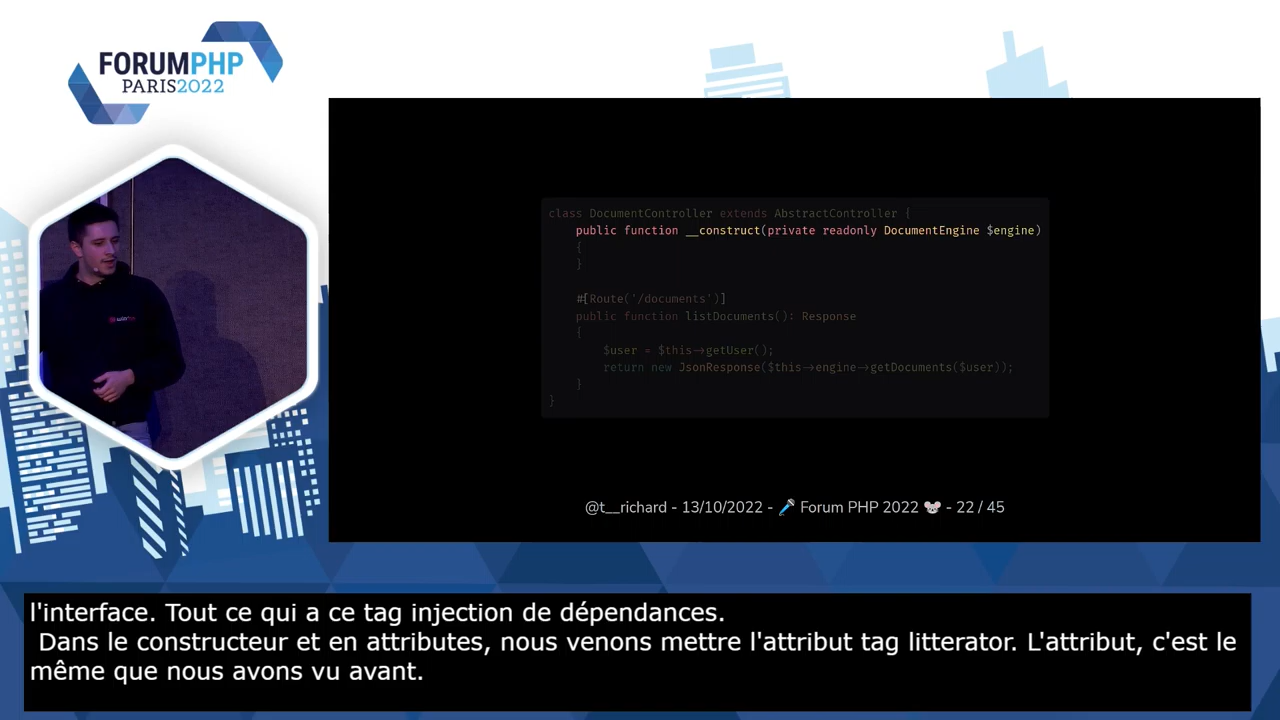 FORUMPHP
PARIS2022
class DocumentController extends AbstractController {
public function __construct(private readonly DocumentEngine $engine)
{
}
#[Route('/documents')]
public function listDocuments(): Response
{
$user = $this->getUser();
return new JsonResponse($this->engine->getDocuments($user));
}
}
@t__richard - 13/10/2022 - 🎤 Forum PHP 2022 🐭 - 22 / 45
l'interface. Tout ce qui a ce tag injection de dépendances.
Dans le constructeur et en attributes, nous venons mettre l'attribut tag litterator. L'attribut, c'est le
même que nous avons vu avant.